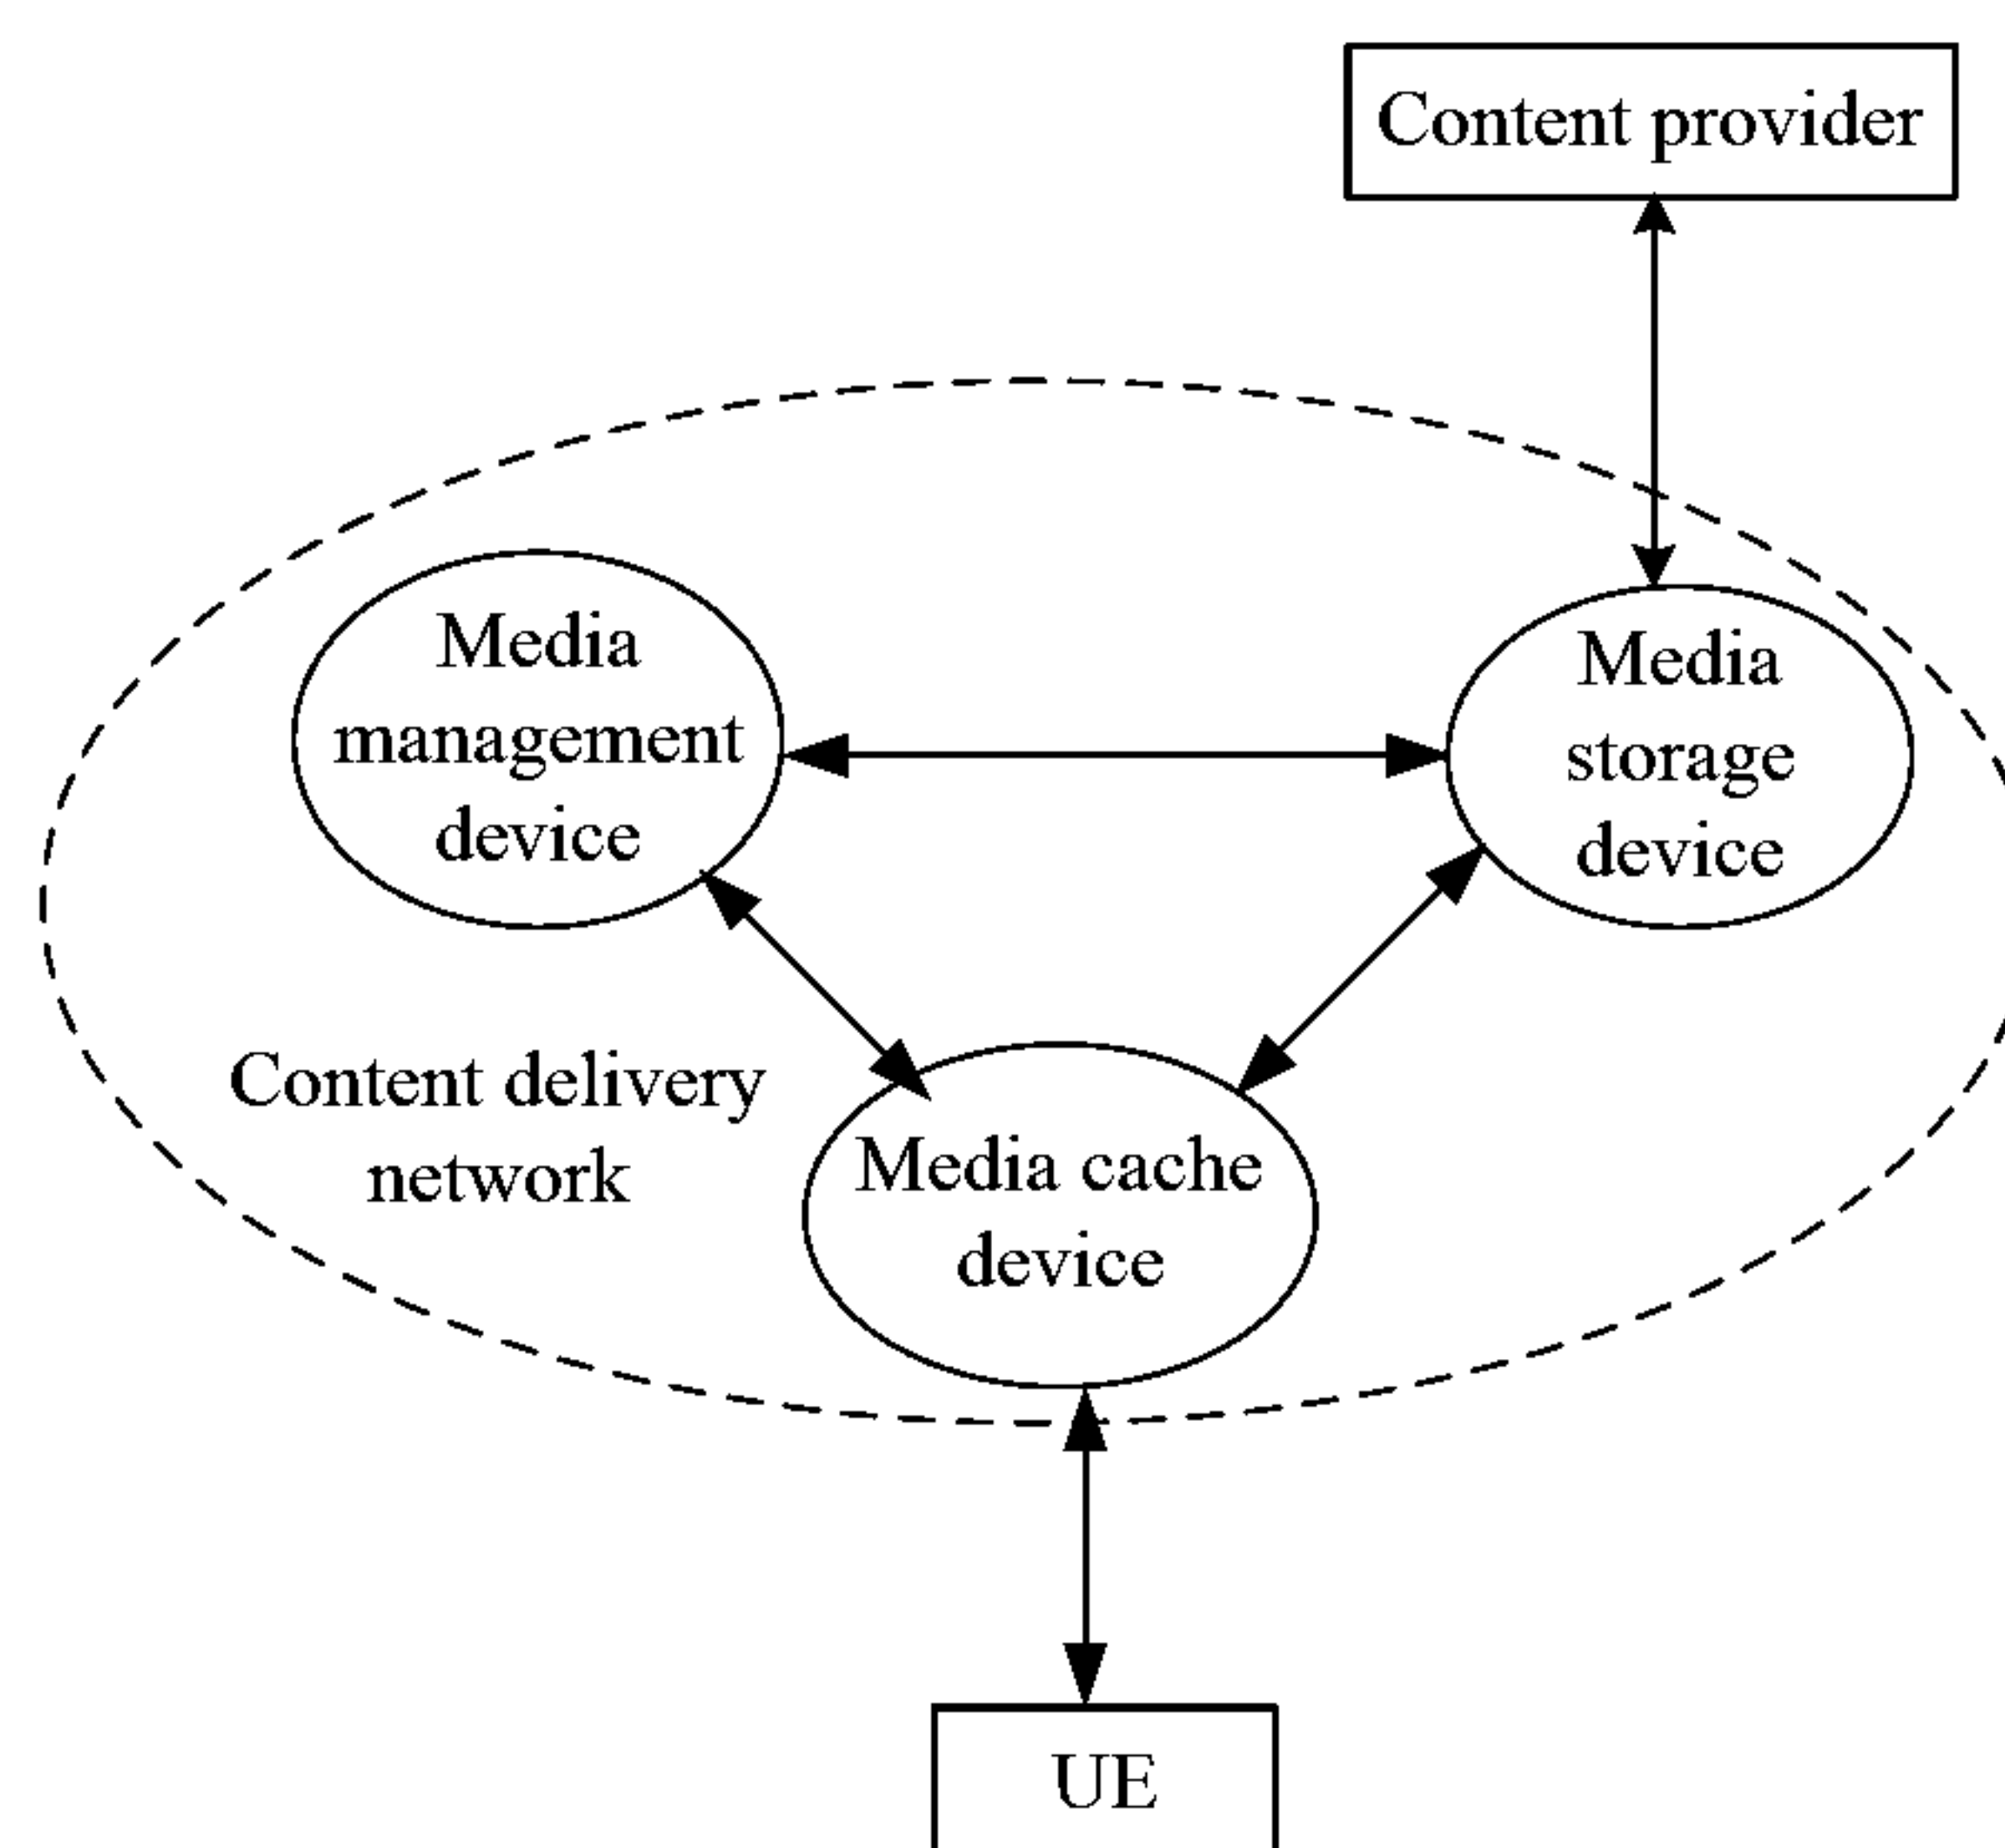 Content provider
Media
management
device
Media
storage
device
Content delivery
network
Media cache
device
UE